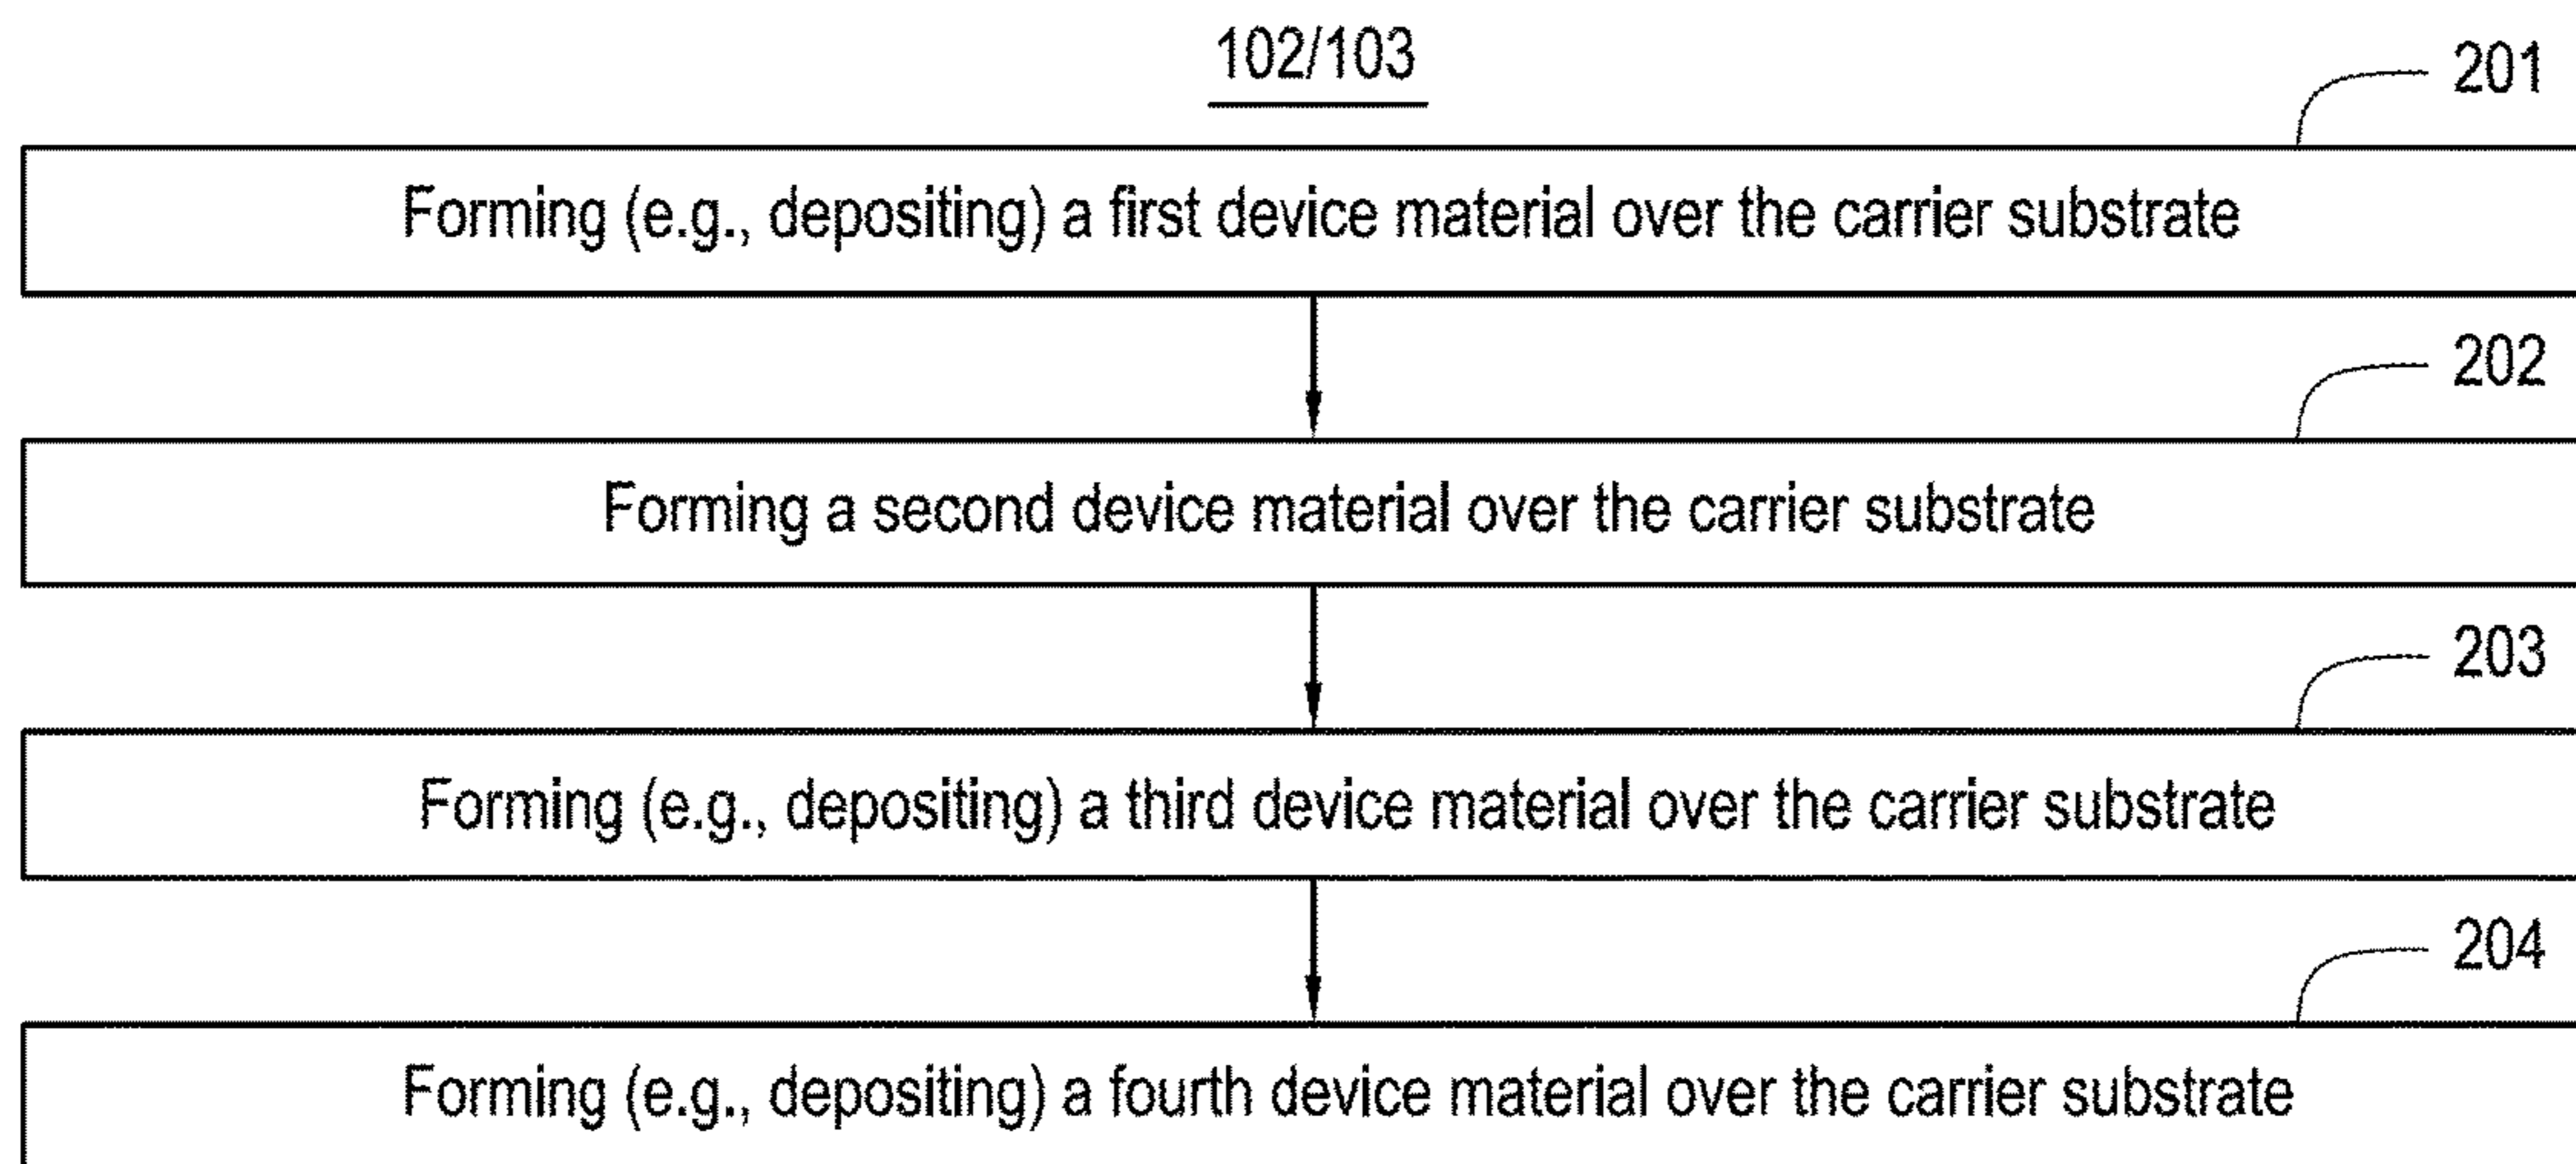 102/103
201
Forming (e.g., depositing) a first device material over the carrier substrate
202
Forming a second device material over the carrier substrate
203
Forming (e.g., depositing) a third device material over the carrier substrate
204
Forming (e.g., depositing) a fourth device material over the carrier substrate